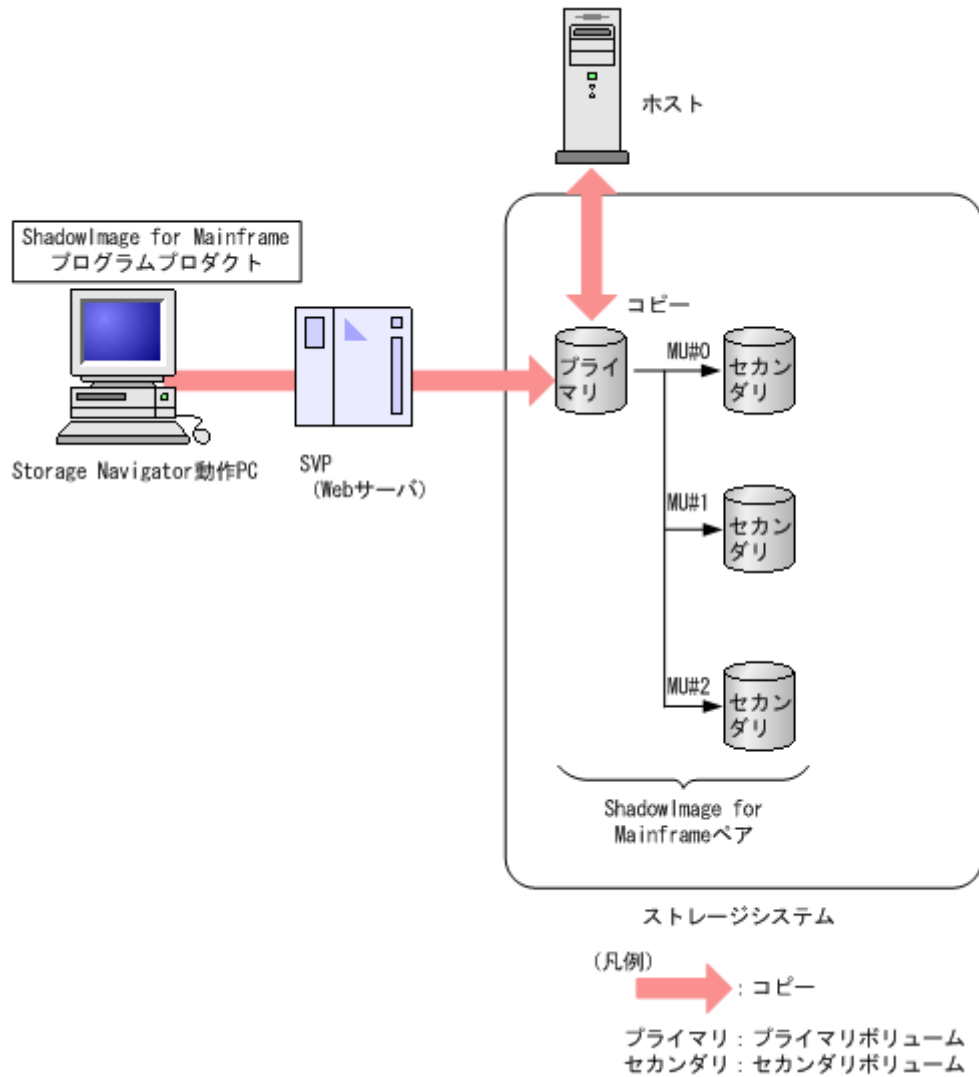 ホスト
ShadowImage for Mainframe
プログラムプロダクト
コピー
プライ
マリ
MU#0
セカン
ダリ
Storage Navigator動作PC
SVP
(Webサーバ)
MU#1
セカン
ダリ
MU#2
セカン
ダリ
ShadowImage for
Mainframeペア
ストレージシステム
(凡例)
：コピー
プライマリ：プライマリボリューム
セカンダリ：セカンダリボリューム